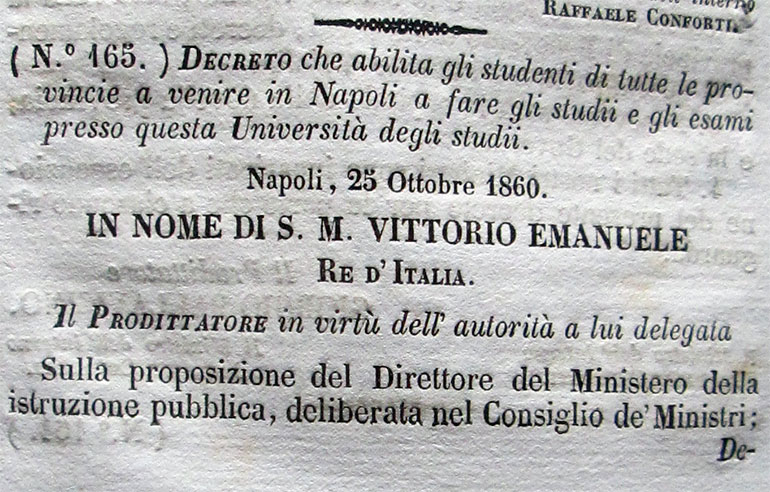 RAFFAELE CONFORTI.
( N.º 165. ) DECRETO che abilita gli studenti di tutte le pro-
vincie a venire in Napoli a fare gli studii e gli esami
presso questa Università degli studii.
Napoli, 25 Ottobre 1860.
IN NOME DI S. M. VITTORIO EMANUELE
RE D' ITALIA.
Il PRODITTATORE in virtù dell' autorità a lui delegata
Sulla proposizione del Direttore del Ministero della
istruzione pubblica, deliberata nel Consiglio de' Ministri;
De-